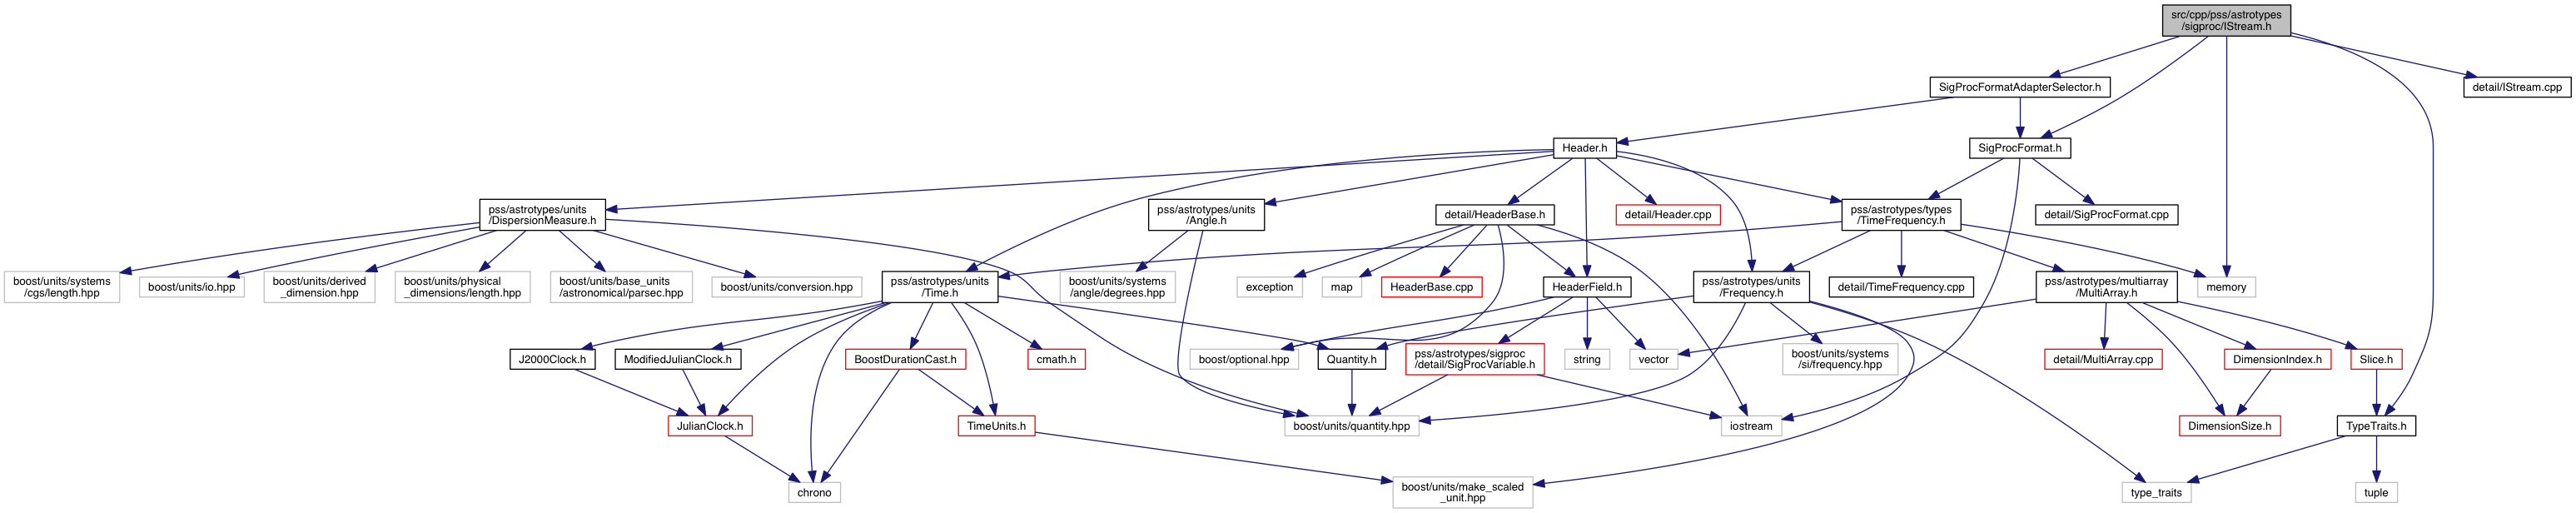 src/cpp/pss/astrotypes
/sigproc/IStream.h
SigProcFormatAdapterSelector.h
detail/IStream.cpp
Header.h
SigProcFormat.h
pss/astrotypes/units
/DispersionMeasure.h
pss/astrotypes/units
/Angle.h
detail/HeaderBase.h
detail/Header.cpp
pss/astrotypes/types
/TimeFrequency.h
detail/SigProcFormat.cpp
boost/units/systems
/cgs/length.hpp
boost/units/io.hpp
boost/units/derived
_dimension.hpp
boost/units/physical
_dimensions/length.hpp
boost/units/base_units
/astronomical/parsec.hpp
boost/units/conversion.hpp
pss/astrotypes/units
/Time.h
boost/units/systems
/angle/degrees.hpp
exception
map
HeaderBase.cpp
HeaderField.h
pss/astrotypes/units
/Frequency.h
detail/TimeFrequency.cpp
pss/astrotypes/multiarray
/MultiArray.h
memory
J2000Clock.h
ModifiedJulianClock.h
BoostDurationCast.h
cmath.h
boost/optional.hpp
Quantity.h
pss/astrotypes/sigproc
/detail/SigProcVariable.h
string
vector
boost/units/systems
/si/frequency.hpp
detail/MultiArray.cpp
DimensionIndex.h
Slice.h
JulianClock.h
TimeUnits.h
boost/units/quantity.hpp
iostream
DimensionSize.h
TypeTraits.h
chrono
boost/units/make_scaled
_unit.hpp
type_traits
tuple